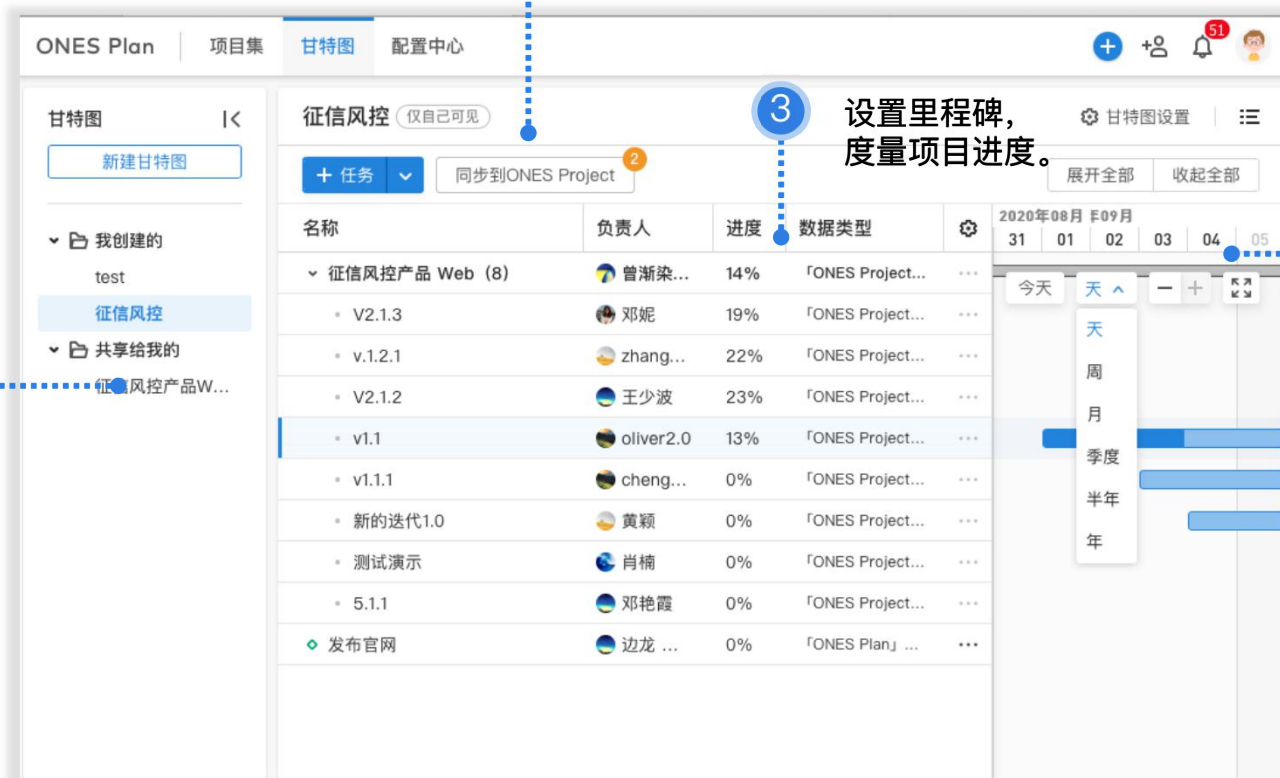 ONES Plan 项目集 甘特图 配置中心 51
甘特图
新建甘特图
我创建的
test
征信风控
共享给我的
风控产品W...
征信风控 仅自己可见
3
设置里程碑，
度量项目进度。
甘特图设置
+ 任务 同步到ONES Project 2
展开全部 收起全部
名称 负责人 进度 数据类型
2020年08月 09月
31 01 02 03 04 05
今天 天
天
周
月
季度
半年
年
征信风控产品 Web（8） 曾渐染... 14% 「ONES Project...
V2.1.3 邓妮 19% 「ONES Project...
v.1.2.1 zhang... 22% 「ONES Project...
V2.1.2 王少波 23% 「ONES Project...
v1.1 oliver2.0 13% 「ONES Project...
v1.1.1 cheng... 0% 「ONES Project...
新的迭代1.0 黄颖 0% 「ONES Project...
测试演示 肖楠 0% 「ONES Project...
5.1.1 邓艳霞 0% 「ONES Project...
发布官网 边龙 ... 0% 「ONES Plan」...